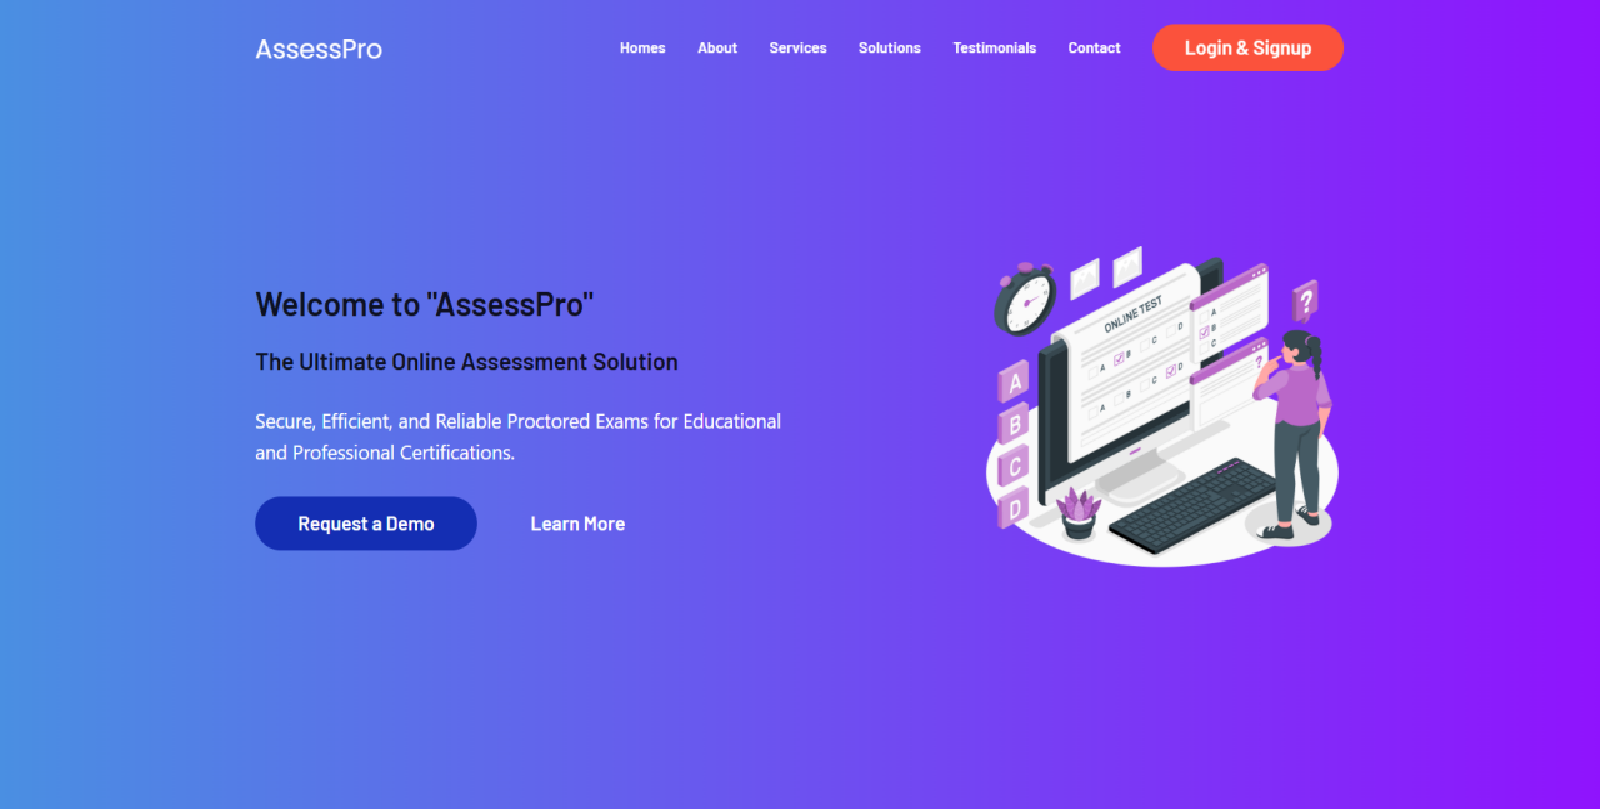 AssessPro
Homes About Services Solutions Testimonials Contact Login & Signup
Welcome to "AssessPro"
The Ultimate Online Assessment Solution
Secure, Efficient, and Reliable Proctored Exams for Educational
and Professional Certifications.
Request a Demo Learn More
ONLINE TEST
A B C D
A B C D
A
B
C
?
?
A
B
C
D